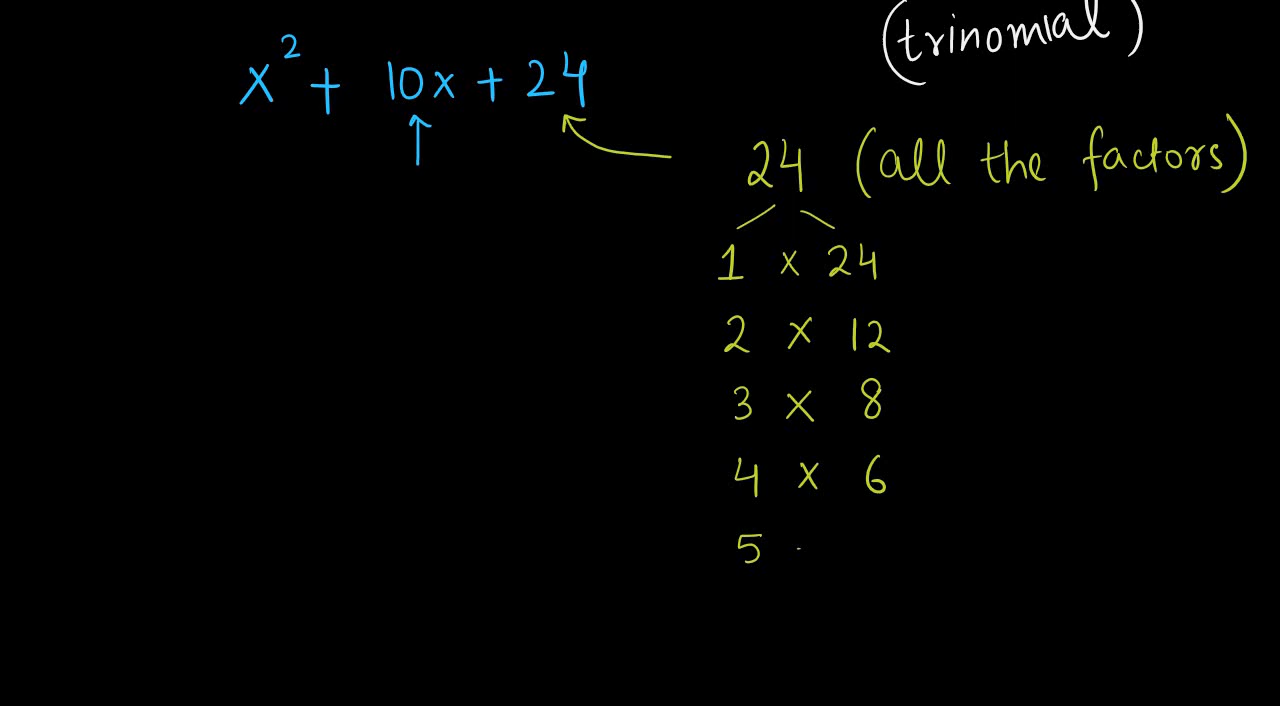 (trinomial)
x² + 10x + 24
24 (all the factors)
1 x 24
2 x 12
3 x 8
4 x 6
5